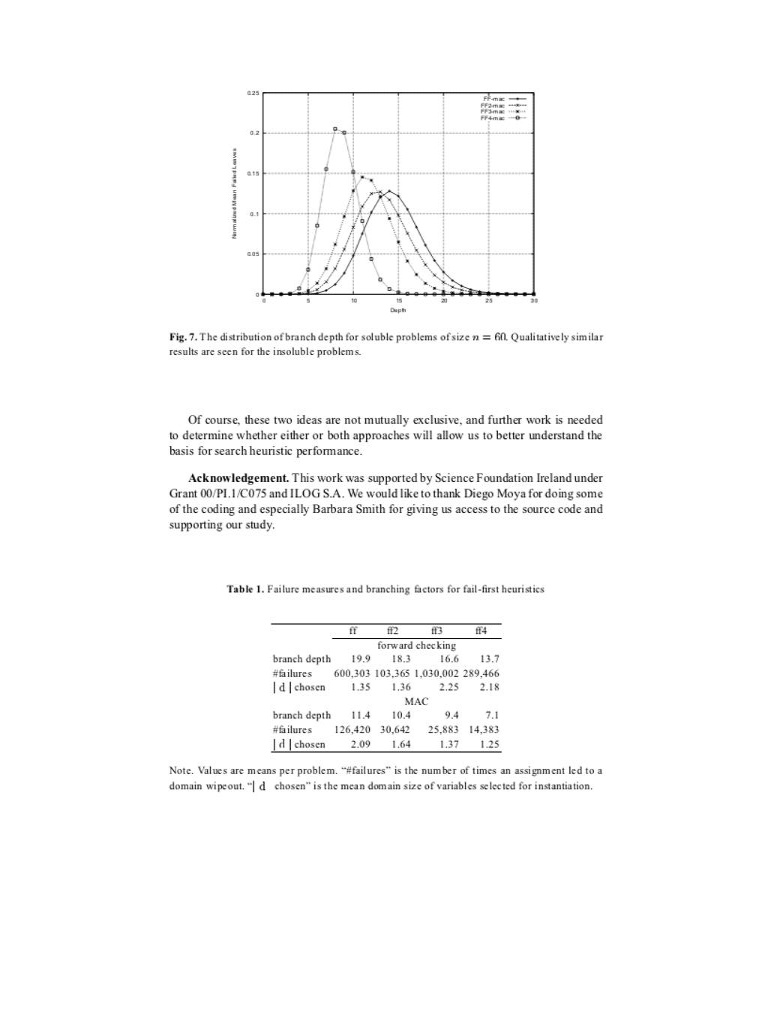 0.25
FF-mac
FF2-mac
FF3-mac
FF4-mac
0.2
0.15
0.1
0.05
0
Normalized Mean Failed Leaves
0 5 10 15 20 25 30
Depth
Fig. 7. The distribution of branch depth for soluble problems of size n = 60. Qualitatively similar
results are seen for the insoluble problems.
Of course, these two ideas are not mutually exclusive, and further work is needed
to determine whether either or both approaches will allow us to better understand the
basis for search heuristic performance.
Acknowledgement. This work was supported by Science Foundation Ireland under
Grant 00/PI.1/C075 and ILOG S.A. We would like to thank Diego Moya for doing some
of the coding and especially Barbara Smith for giving us access to the source code and
supporting our study.
Table 1. Failure measures and branching factors for fail-first heuristics
ff ff2 ff3 ff4
forward checking
branch depth 19.9 18.3 16.6 13.7
#failures 600,303 103,365 1,030,002 289,466
|d| chosen 1.35 1.36 2.25 2.18
MAC
branch depth 11.4 10.4 9.4 7.1
#failures 126,420 30,642 25,883 14,383
|d| chosen 2.09 1.64 1.37 1.25
Note. Values are means per problem. “#failures” is the number of times an assignment led to a
domain wipeout. “|d chosen” is the mean domain size of variables selected for instantiation.